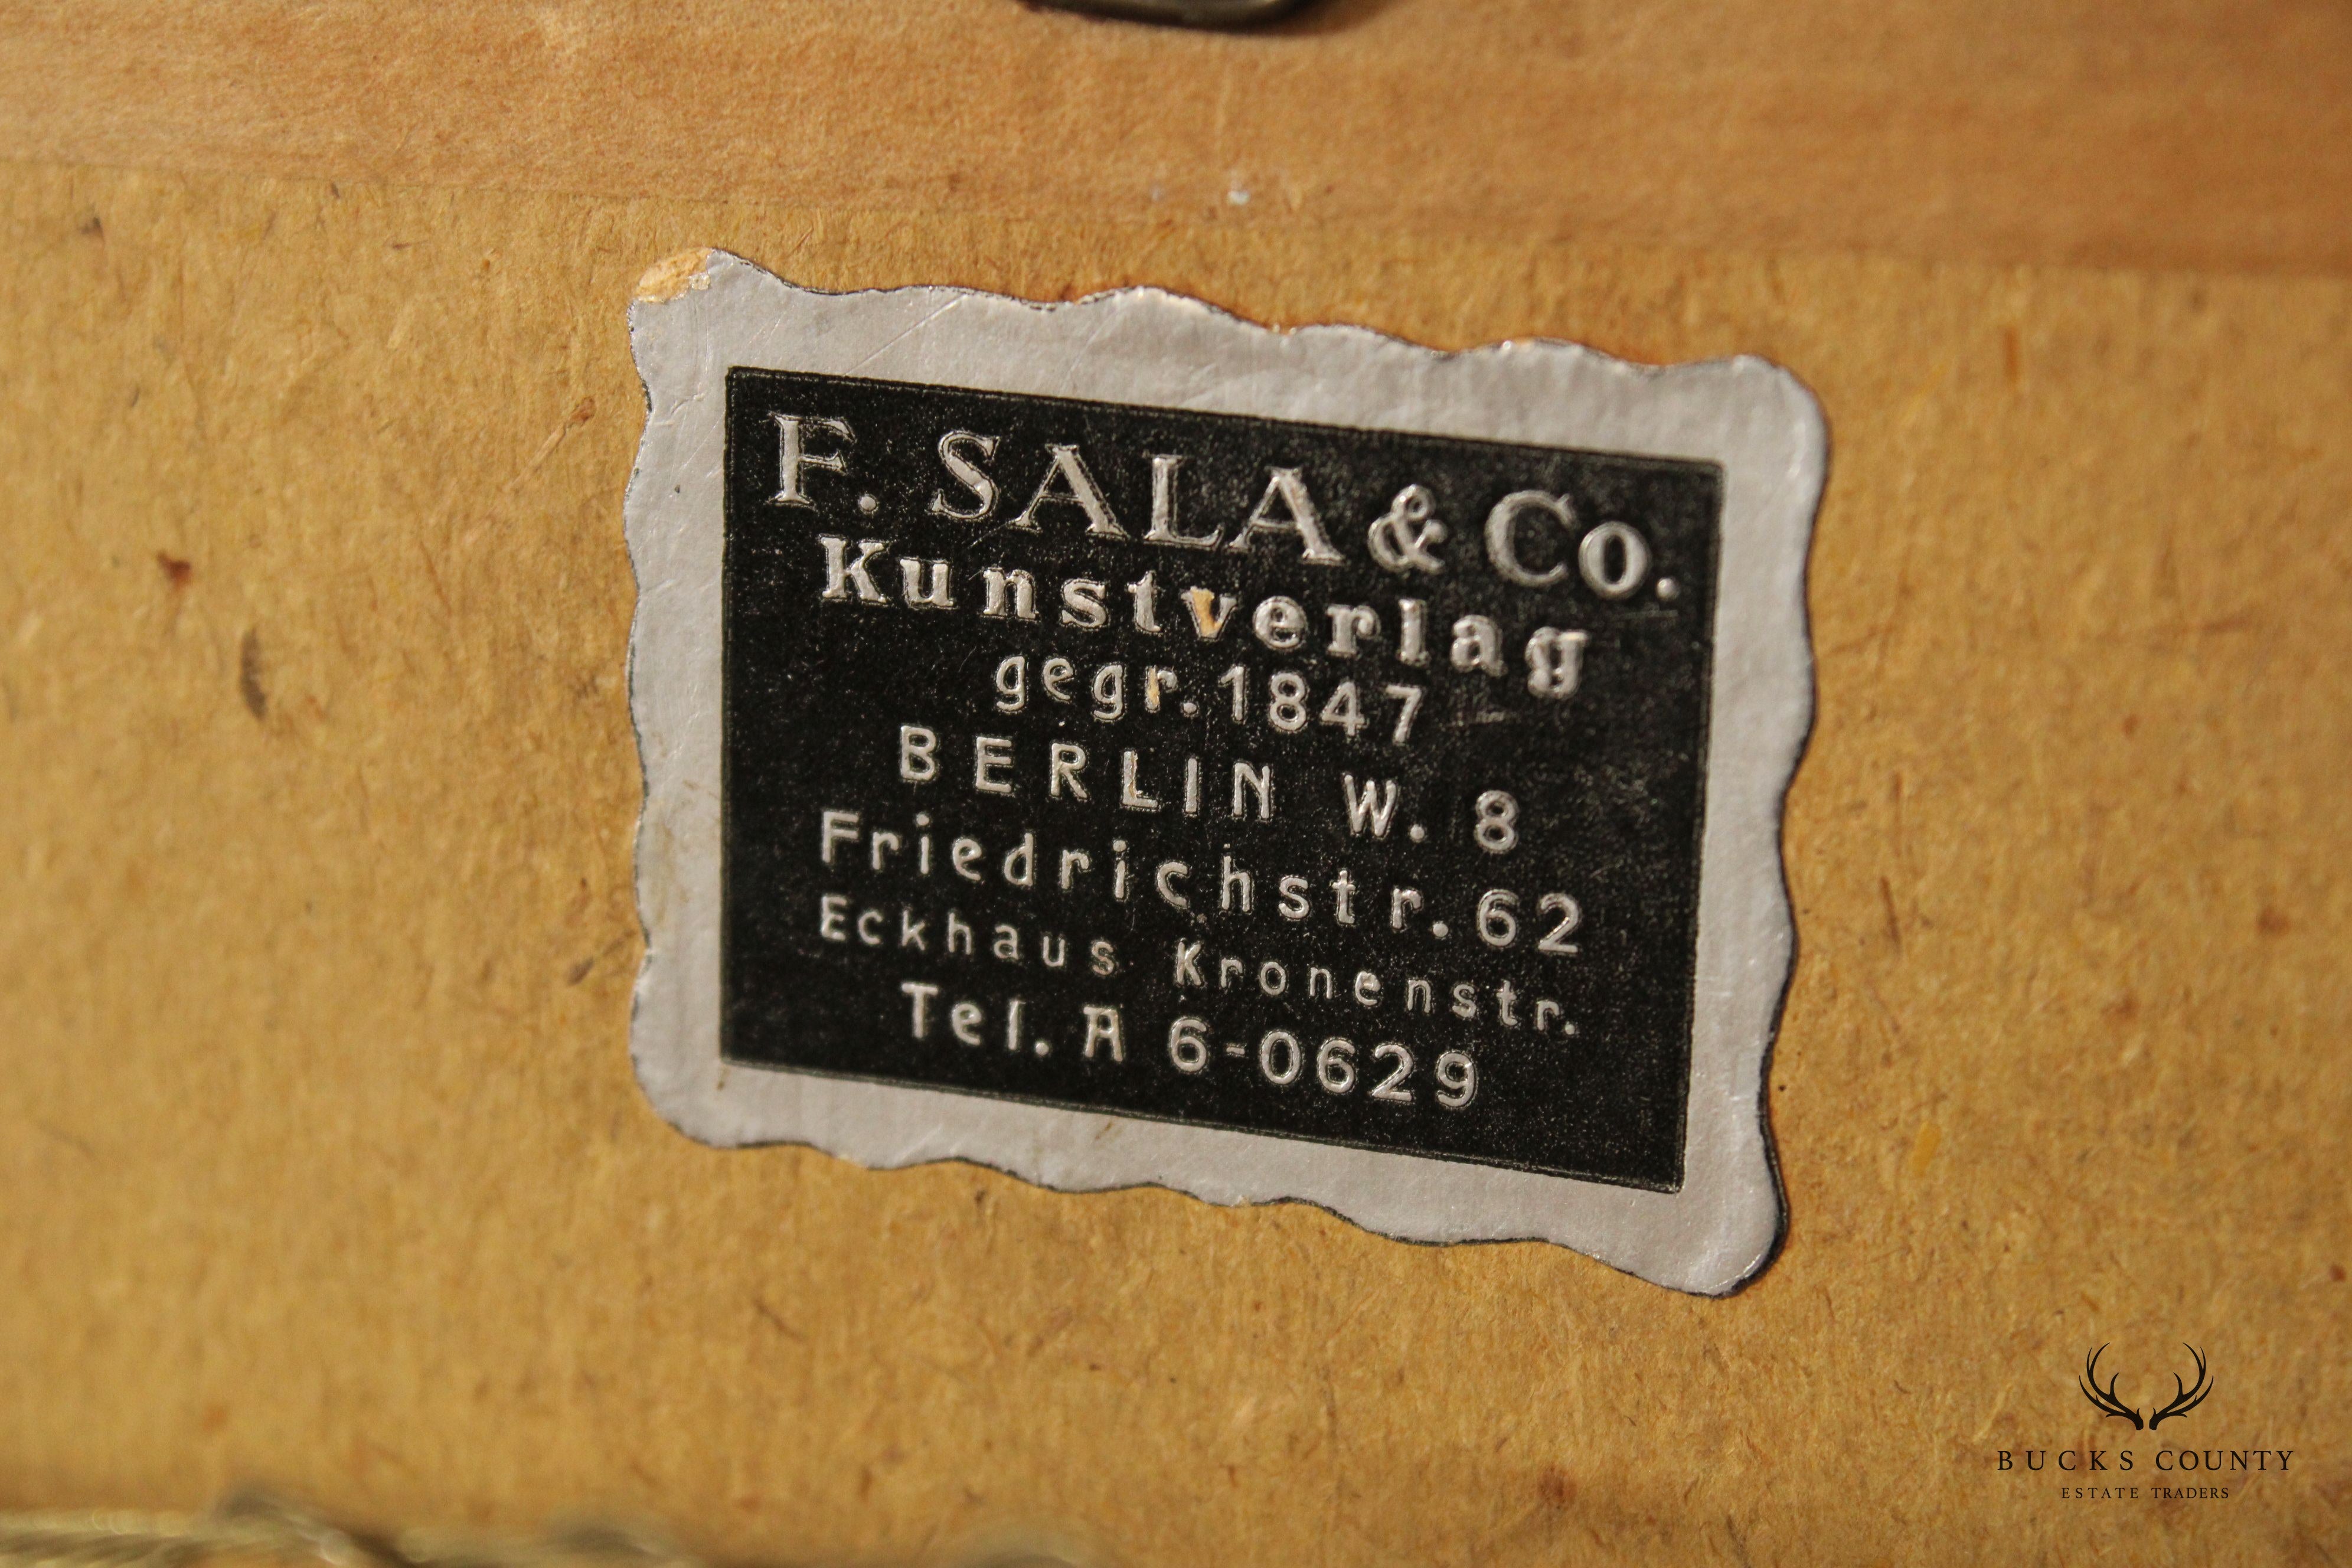 F. SALA & Co.
Kunstverlag
gegr. 1847
BERLIN W. 8
Friedrichstr. 62
Eckhaus Kronenstr.
Tel. A 6-0629
BUCKS COUNTY
ESTATE TRADERS